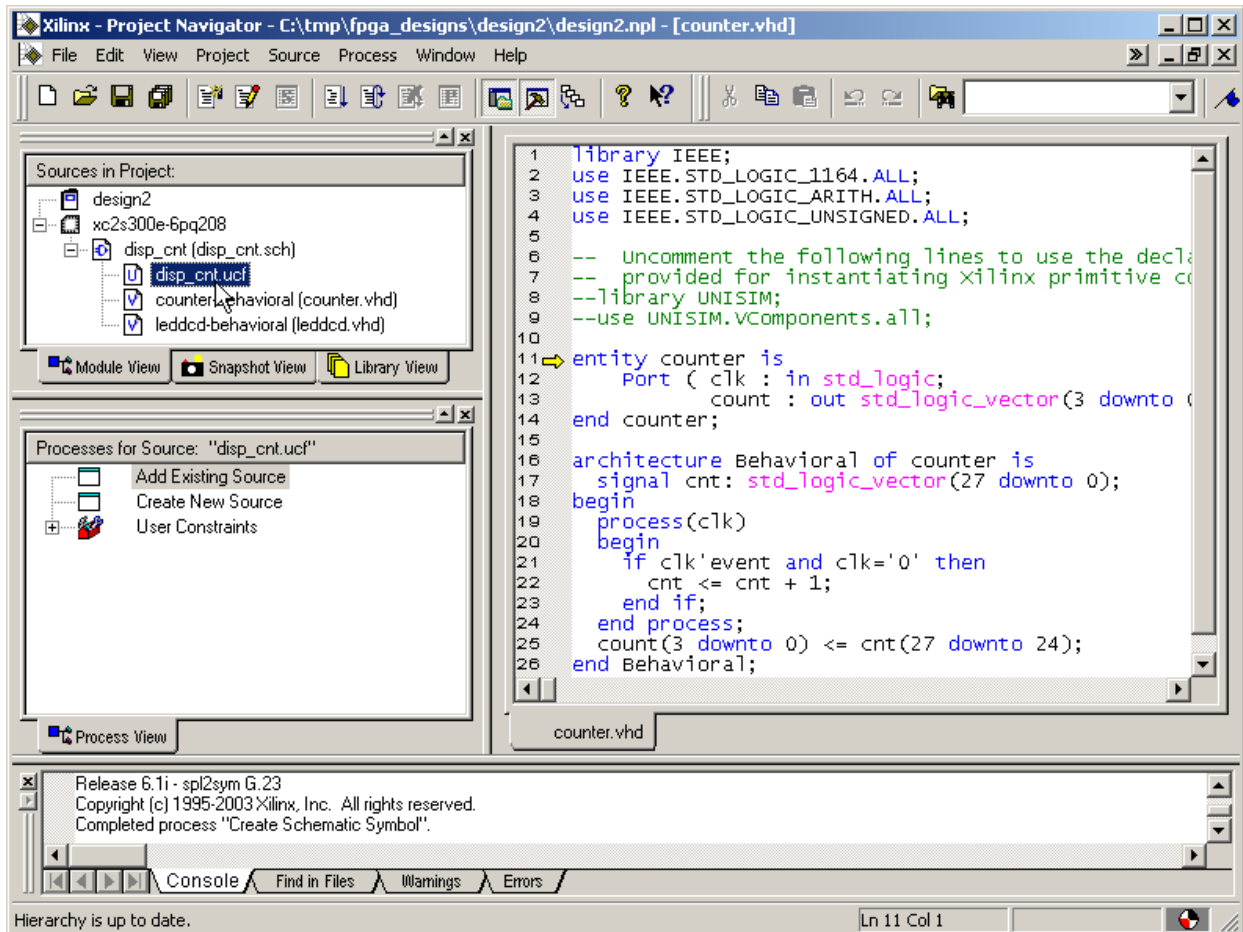 Xilinx - Project Navigator - C:\tmp\fpga_designs\design2\design2.npl - [counter.vhd]
File Edit View Project Source Process Window Help
Sources in Project:
design2
xc2s300e-6pq208
disp_cnt (disp_cnt.sch)
disp_cnt.ucf
counter-behavioral (counter.vhd)
leddcd-behavioral (leddcd.vhd)
Module View Snapshot View Library View
Processes for Source: "disp_cnt.ucf"
Add Existing Source
Create New Source
User Constraints
Process View
1 library IEEE;
2 use IEEE.STD_LOGIC_1164.ALL;
3 use IEEE.STD_LOGIC_ARITH.ALL;
4 use IEEE.STD_LOGIC_UNSIGNED.ALL;
5
6 -- Uncomment the following lines to use the decla
7 -- provided for instantiating Xilinx primitive co
8 --library UNISIM;
9 --use UNISIM.VComponents.all;
10
11 entity counter is
12 Port ( clk : in std_logic;
13 count : out std_logic_vector(3 downto 0
14 end counter;
15
16 architecture Behavioral of counter is
17 signal cnt: std_logic_vector(27 downto 0);
18 begin
19 process(clk)
20 begin
21 if clk'event and clk='0' then
22 cnt <= cnt + 1;
23 end if;
24 end process;
25 count(3 downto 0) <= cnt(27 downto 24);
26 end Behavioral;
counter.vhd
Release 6.1i - spl2sym G.23
Copyright (c) 1995-2003 Xilinx, Inc. All rights reserved.
Completed process "Create Schematic Symbol".
Console Find in Files Warnings Errors
Hierarchy is up to date. Ln 11 Col 1